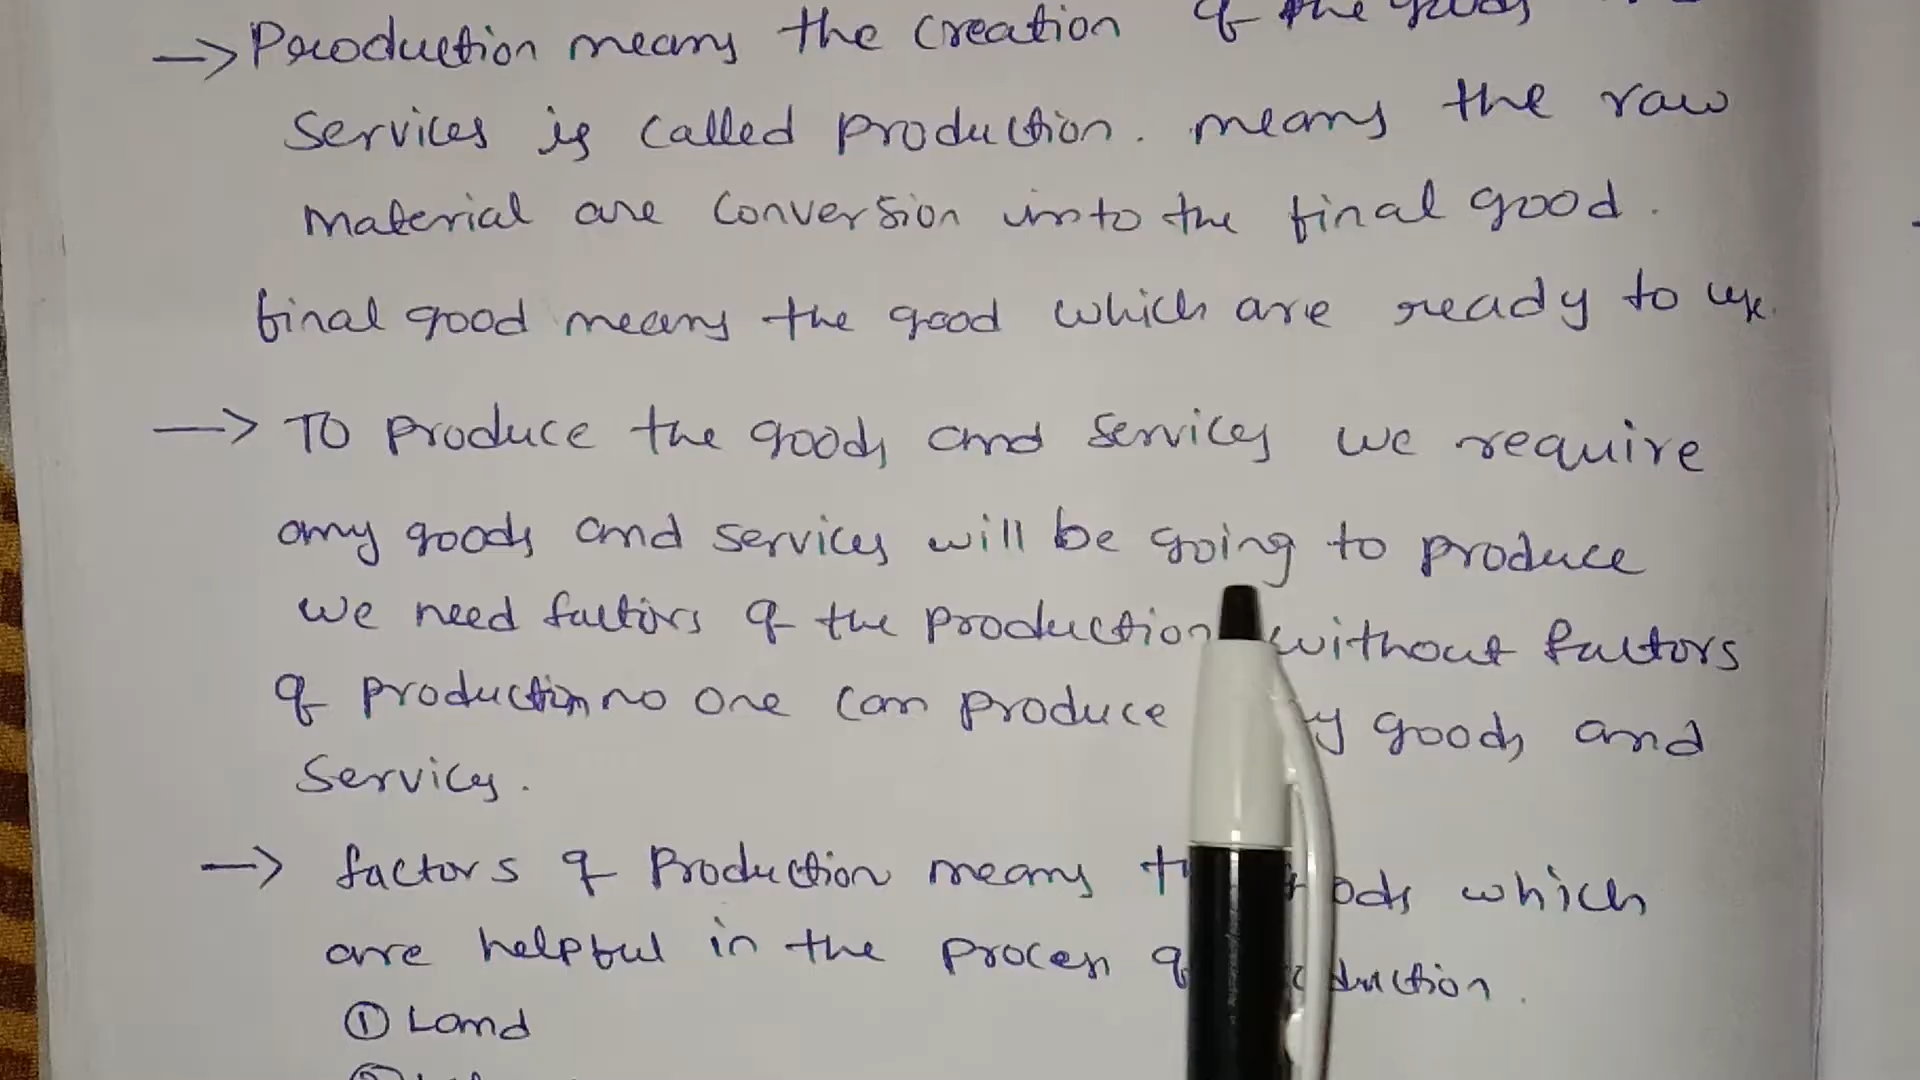 → Production means the creation of the goods
services is called production. means the raw
material are conversion into the final good.
final good means the good which are ready to use.
→ To produce the goods and services we require
any goods and services will be going to produce
we need factors of the production without factors
of production no one can produce goods and
services.
→ factors of Production means which
are helpful in the process of
① Land